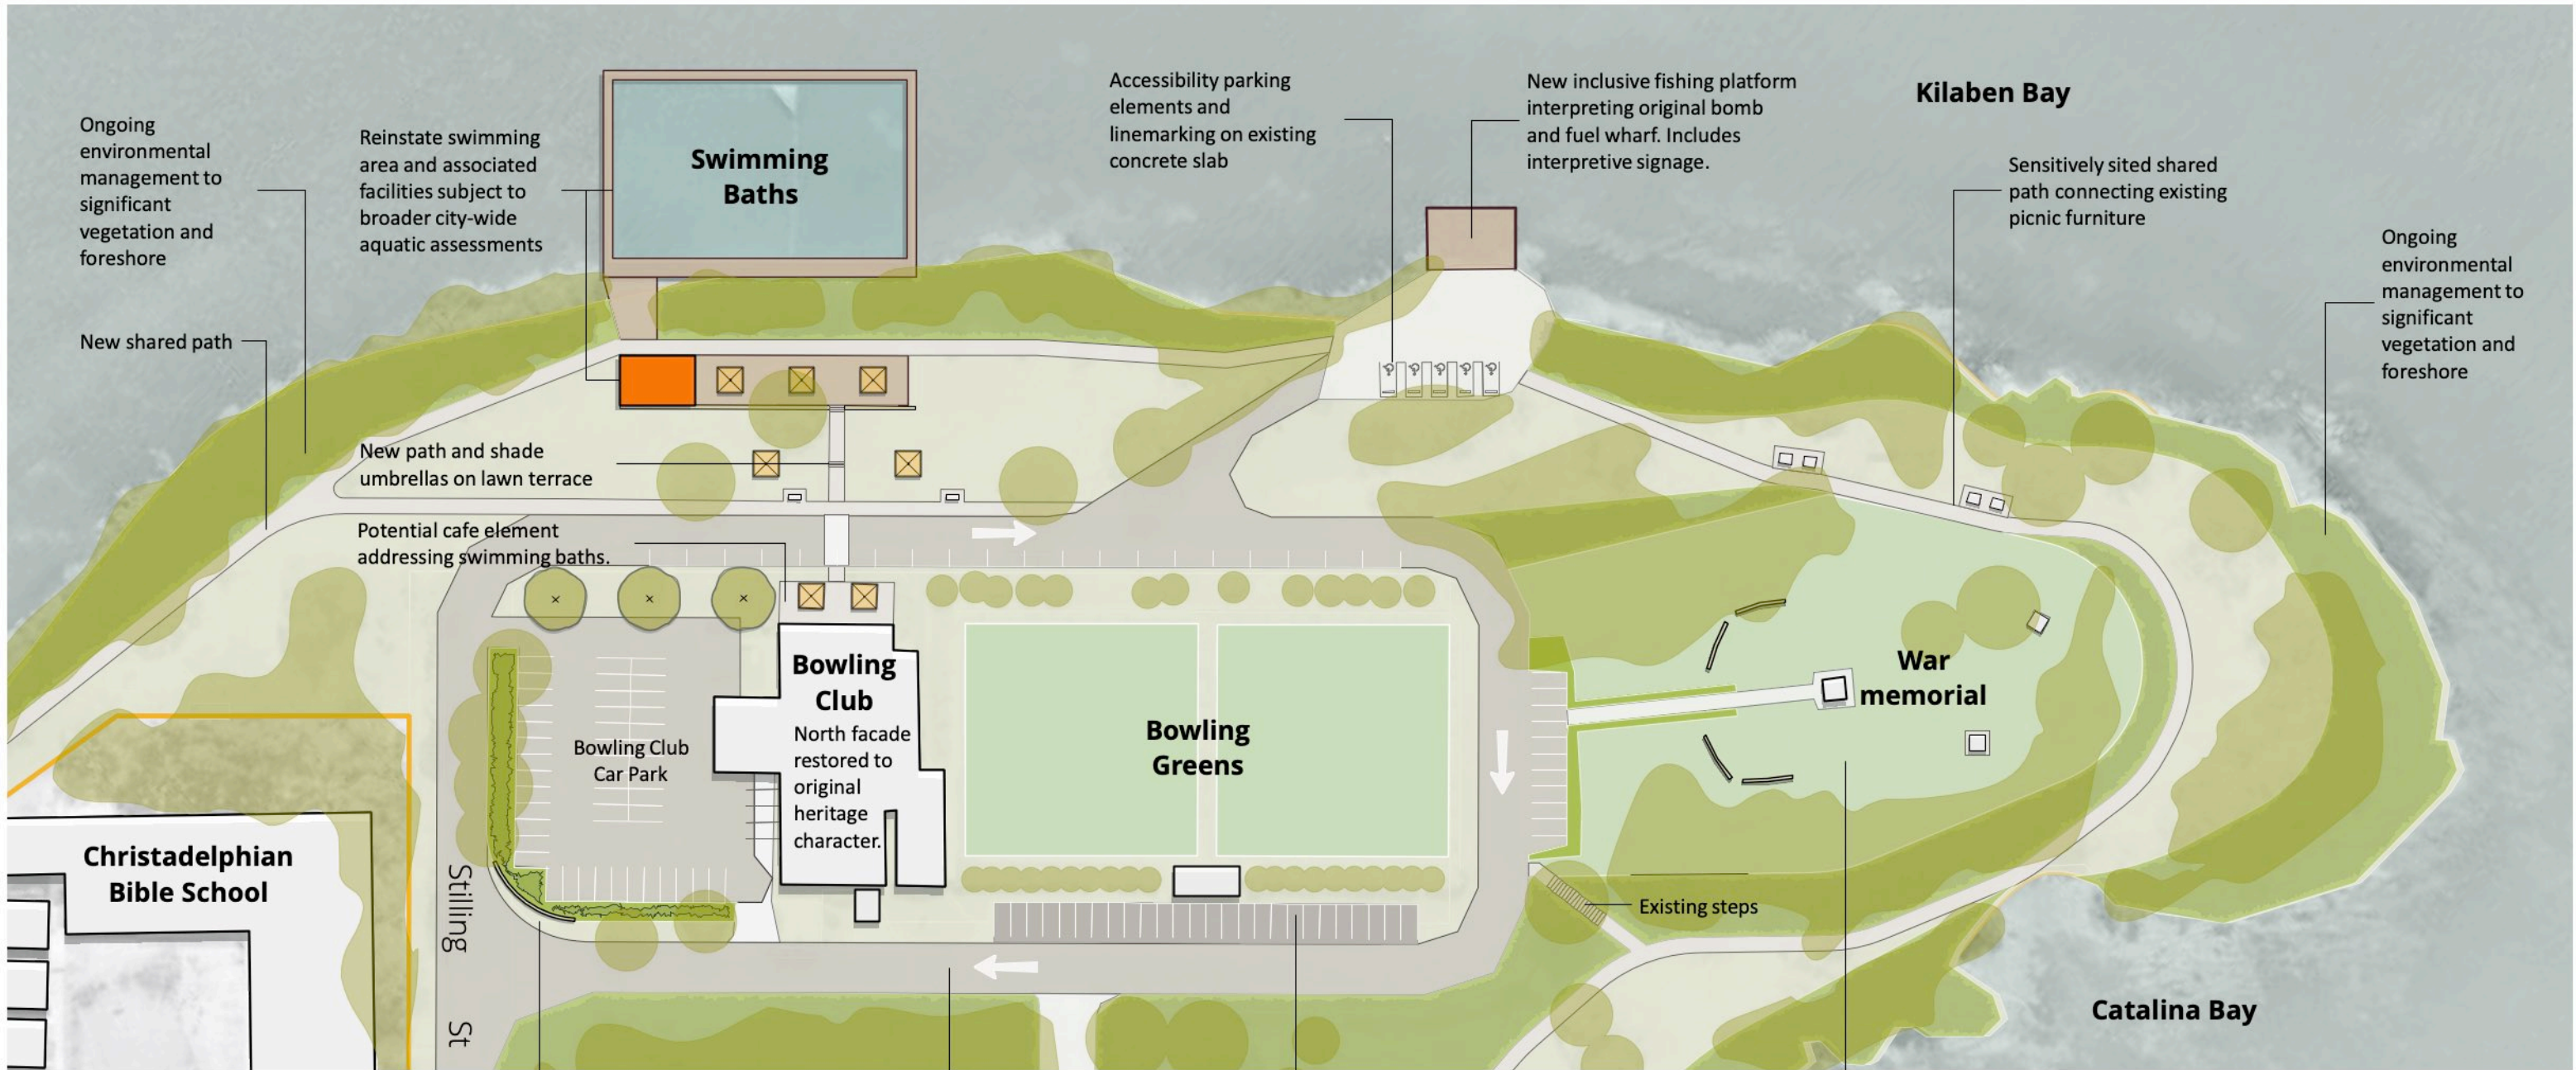 Ongoing
environmental
management to
significant
vegetation and
foreshore
Reinstate swimming
area and associated
facilities subject to
broader city-wide
aquatic assessments
Swimming
Baths
Accessibility parking
elements and
linemarking on existing
concrete slab
New inclusive fishing platform
interpreting original bomb
and fuel wharf. Includes
interpretive signage.
Kilaben Bay
Sensitively sited shared
path connecting existing
picnic furniture
Ongoing
environmental
management to
significant
vegetation and
foreshore
New shared path
New path and shade
umbrellas on lawn terrace
Potential cafe element
addressing swimming baths.
Bowling
Club
North facade
restored to
original
heritage
character.
Bowling Club
Car Park
Bowling
Greens
War
memorial
Christadelphian
Bible School
Stilling St
Existing steps
Catalina Bay